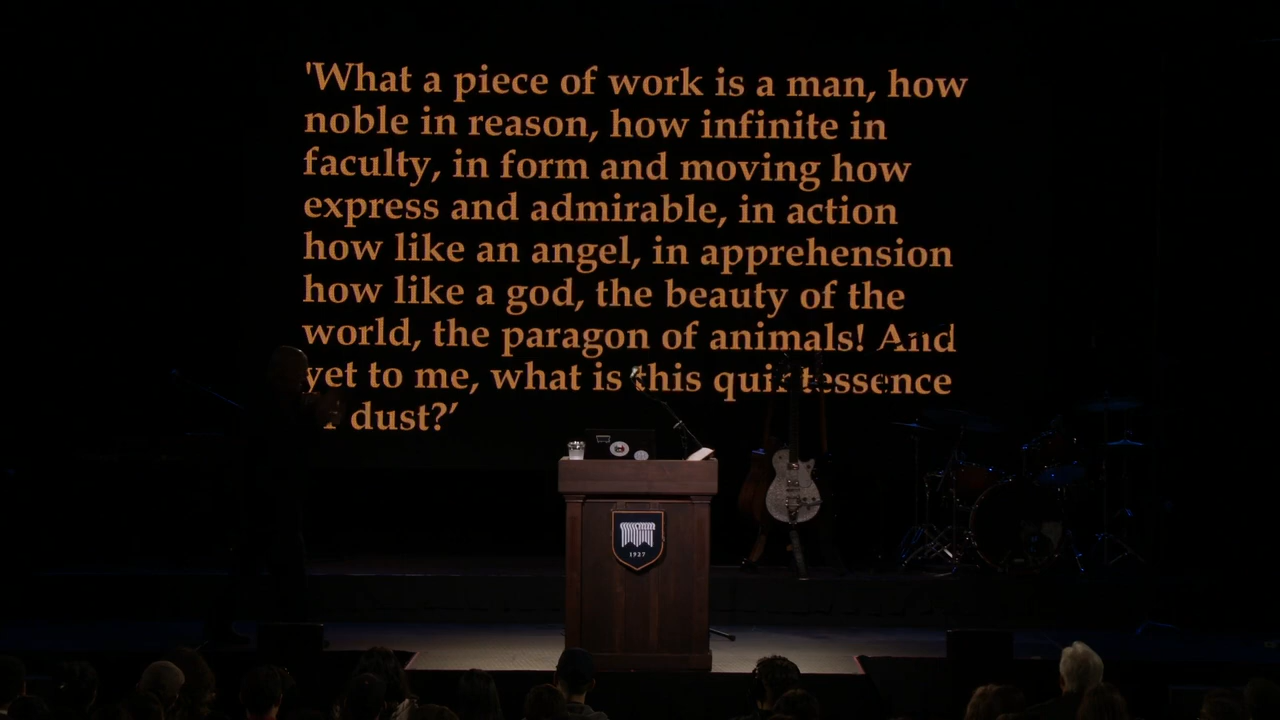 'What a piece of work is a man, how
noble in reason, how infinite in
faculty, in form and moving how
express and admirable, in action
how like an angel, in apprehension
how like a god, the beauty of the
world, the paragon of animals! And
yet to me, what is this quintessence
dust?’
1927